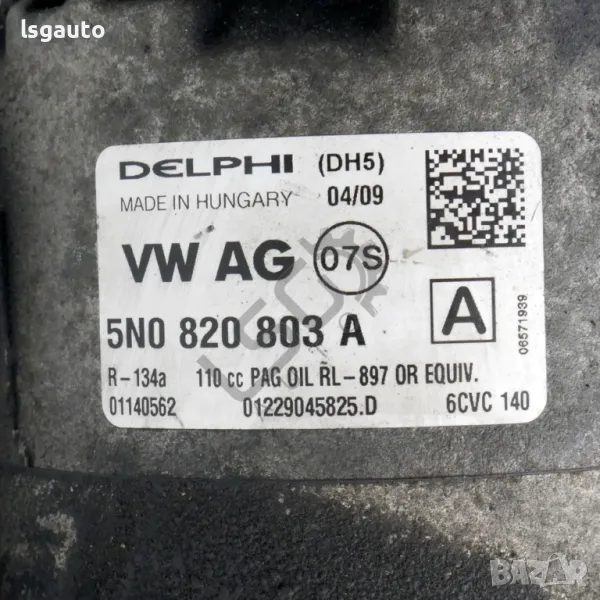 lsgauto
DELPHI (DH5)
MADE IN HUNGARY 04/09
VW AG 07S
5N0 820 803 A A
06571939
R-134a 110 cc PAG OIL RL-897 OR EQUIV.
01140562 01229045825.D 6CVC 140
BAZAR